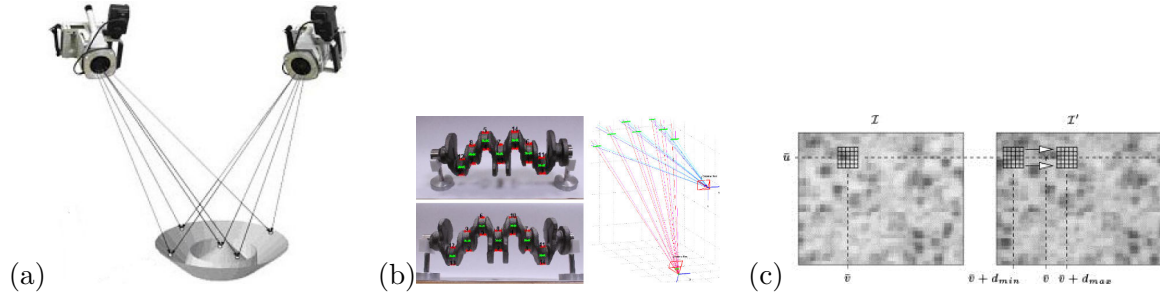 (a)
(b)
(c)
I I′
ū
v̄ v̄ + d_min v̄ v̄ + d_max